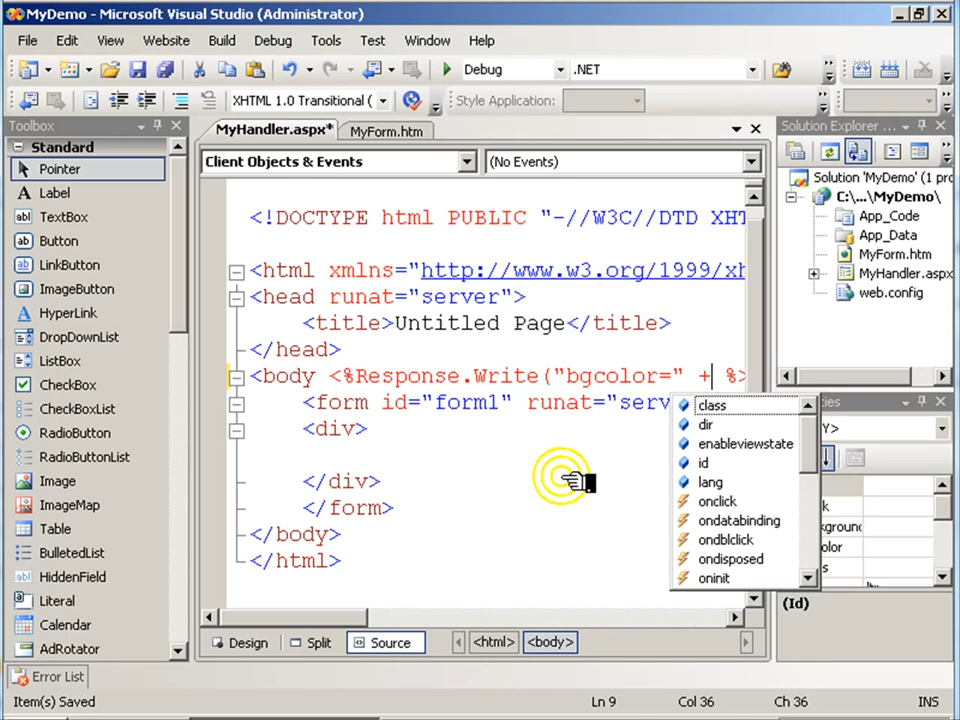 MyDemo - Microsoft Visual Studio (Administrator)
File Edit View Website Build Debug Tools Test Window Help
Debug .NET
XHTML 1.0 Transitional ( Style Application:
Toolbox
Standard
Pointer
Label
TextBox
Button
LinkButton
ImageButton
HyperLink
DropDownList
ListBox
CheckBox
CheckBoxList
RadioButton
RadioButtonList
Image
ImageMap
Table
BulletedList
HiddenField
Literal
Calendar
AdRotator
Error List
MyHandler.aspx* MyForm.htm
Client Objects & Events (No Events)
<!DOCTYPE html PUBLIC "-//W3C//DTD XHT
<html xmlns="http://www.w3.org/1999/xh
<head runat="server">
<title>Untitled Page</title>
</head>
<body <%Response.Write("bgcolor=" + %>
<form id="form1" runat="serv
<div>
</div>
</form>
</body>
</html>
class
dir
enableviewstate
id
lang
onclick
ondatabinding
ondblclick
ondisposed
oninit
Design Split Source <html> <body>
Solution Explorer ...
Solution 'MyDemo' (1 pro
C:\...\MyDemo\
App_Code
App_Data
MyForm.htm
MyHandler.aspx
web.config
(Id)
Item(s) Saved Ln 9 Col 36 Ch 36 INS